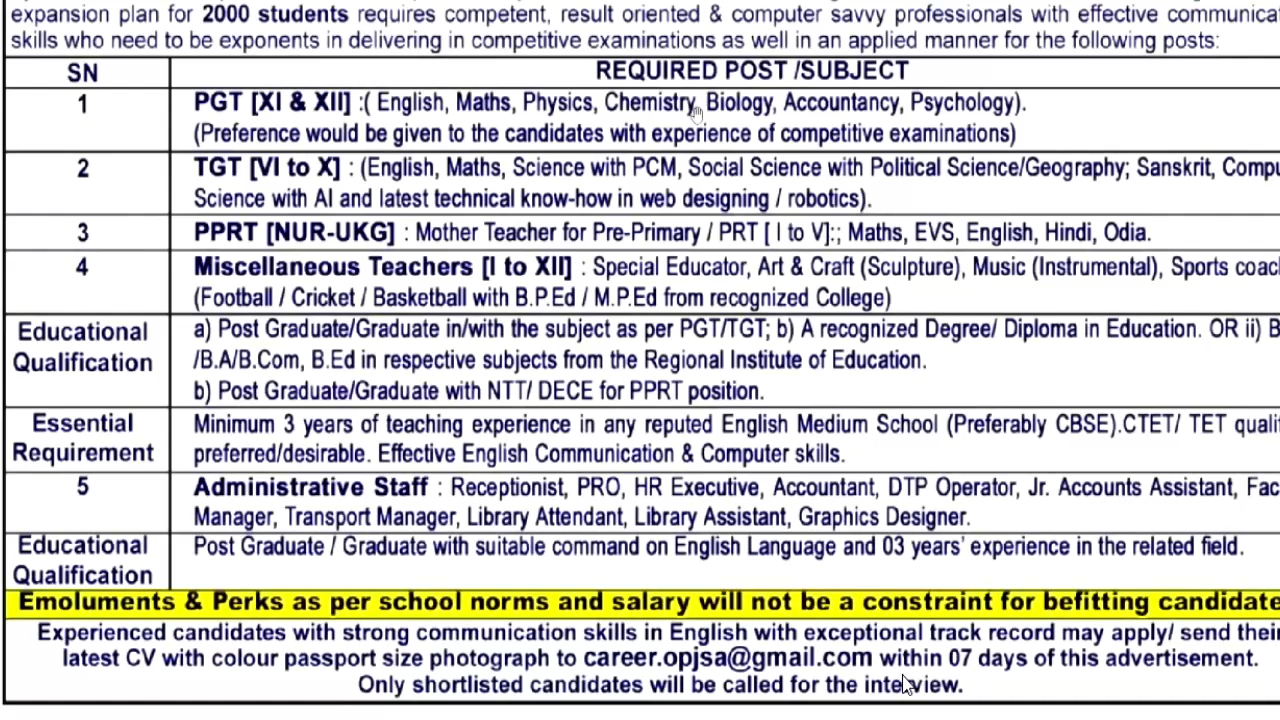 expansion plan for 2000 students requires competent, result oriented & computer savvy professionals with effective
skills who need to be exponents in delivering in competitive examinations as well in an applied manner for the following posts:
SN REQUIRED POST /SUBJECT
1 PGT [XI & XII] :( English, Maths, Physics, Chemistry, Biology, Accountancy, Psychology).
(Preference would be given to the candidates with experience of competitive examinations)
2 TGT [VI to X] : (English, Maths, Science with PCM, Social Science with Political Science/Geography; Sanskrit,
Science with AI and latest technical know-how in web designing / robotics).
3 PPRT [NUR-UKG] : Mother Teacher for Pre-Primary / PRT [ I to V]:; Maths, EVS, English, Hindi, Odia.
4 Miscellaneous Teachers [I to XII] : Special Educator, Art & Craft (Sculpture), Music (Instrumental), Sports
(Football / Cricket / Basketball with B.P.Ed / M.P.Ed from recognized College)
Educational Qualification
a) Post Graduate/Graduate in/with the subject as per PGT/TGT; b) A recognized Degree/ Diploma in Education. OR ii)
/B.A/B.Com, B.Ed in respective subjects from the Regional Institute of Education.
b) Post Graduate/Graduate with NTT/ DECE for PPRT position.
Essential Requirement
Minimum 3 years of teaching experience in any reputed English Medium School (Preferably CBSE).CTET/ TET
preferred/desirable. Effective English Communication & Computer skills.
5 Administrative Staff : Receptionist, PRO, HR Executive, Accountant, DTP Operator, Jr. Accounts Assistant,
Manager, Transport Manager, Library Attendant, Library Assistant, Graphics Designer.
Educational Qualification
Post Graduate / Graduate with suitable command on English Language and 03 years' experience in the related field.
Emoluments & Perks as per school norms and salary will not be a constraint for befitting
Experienced candidates with strong communication skills in English with exceptional track record may apply/ send
latest CV with colour passport size photograph to career.opjsa@gmail.com within 07 days of this advertisement.
Only shortlisted candidates will be called for the interview.